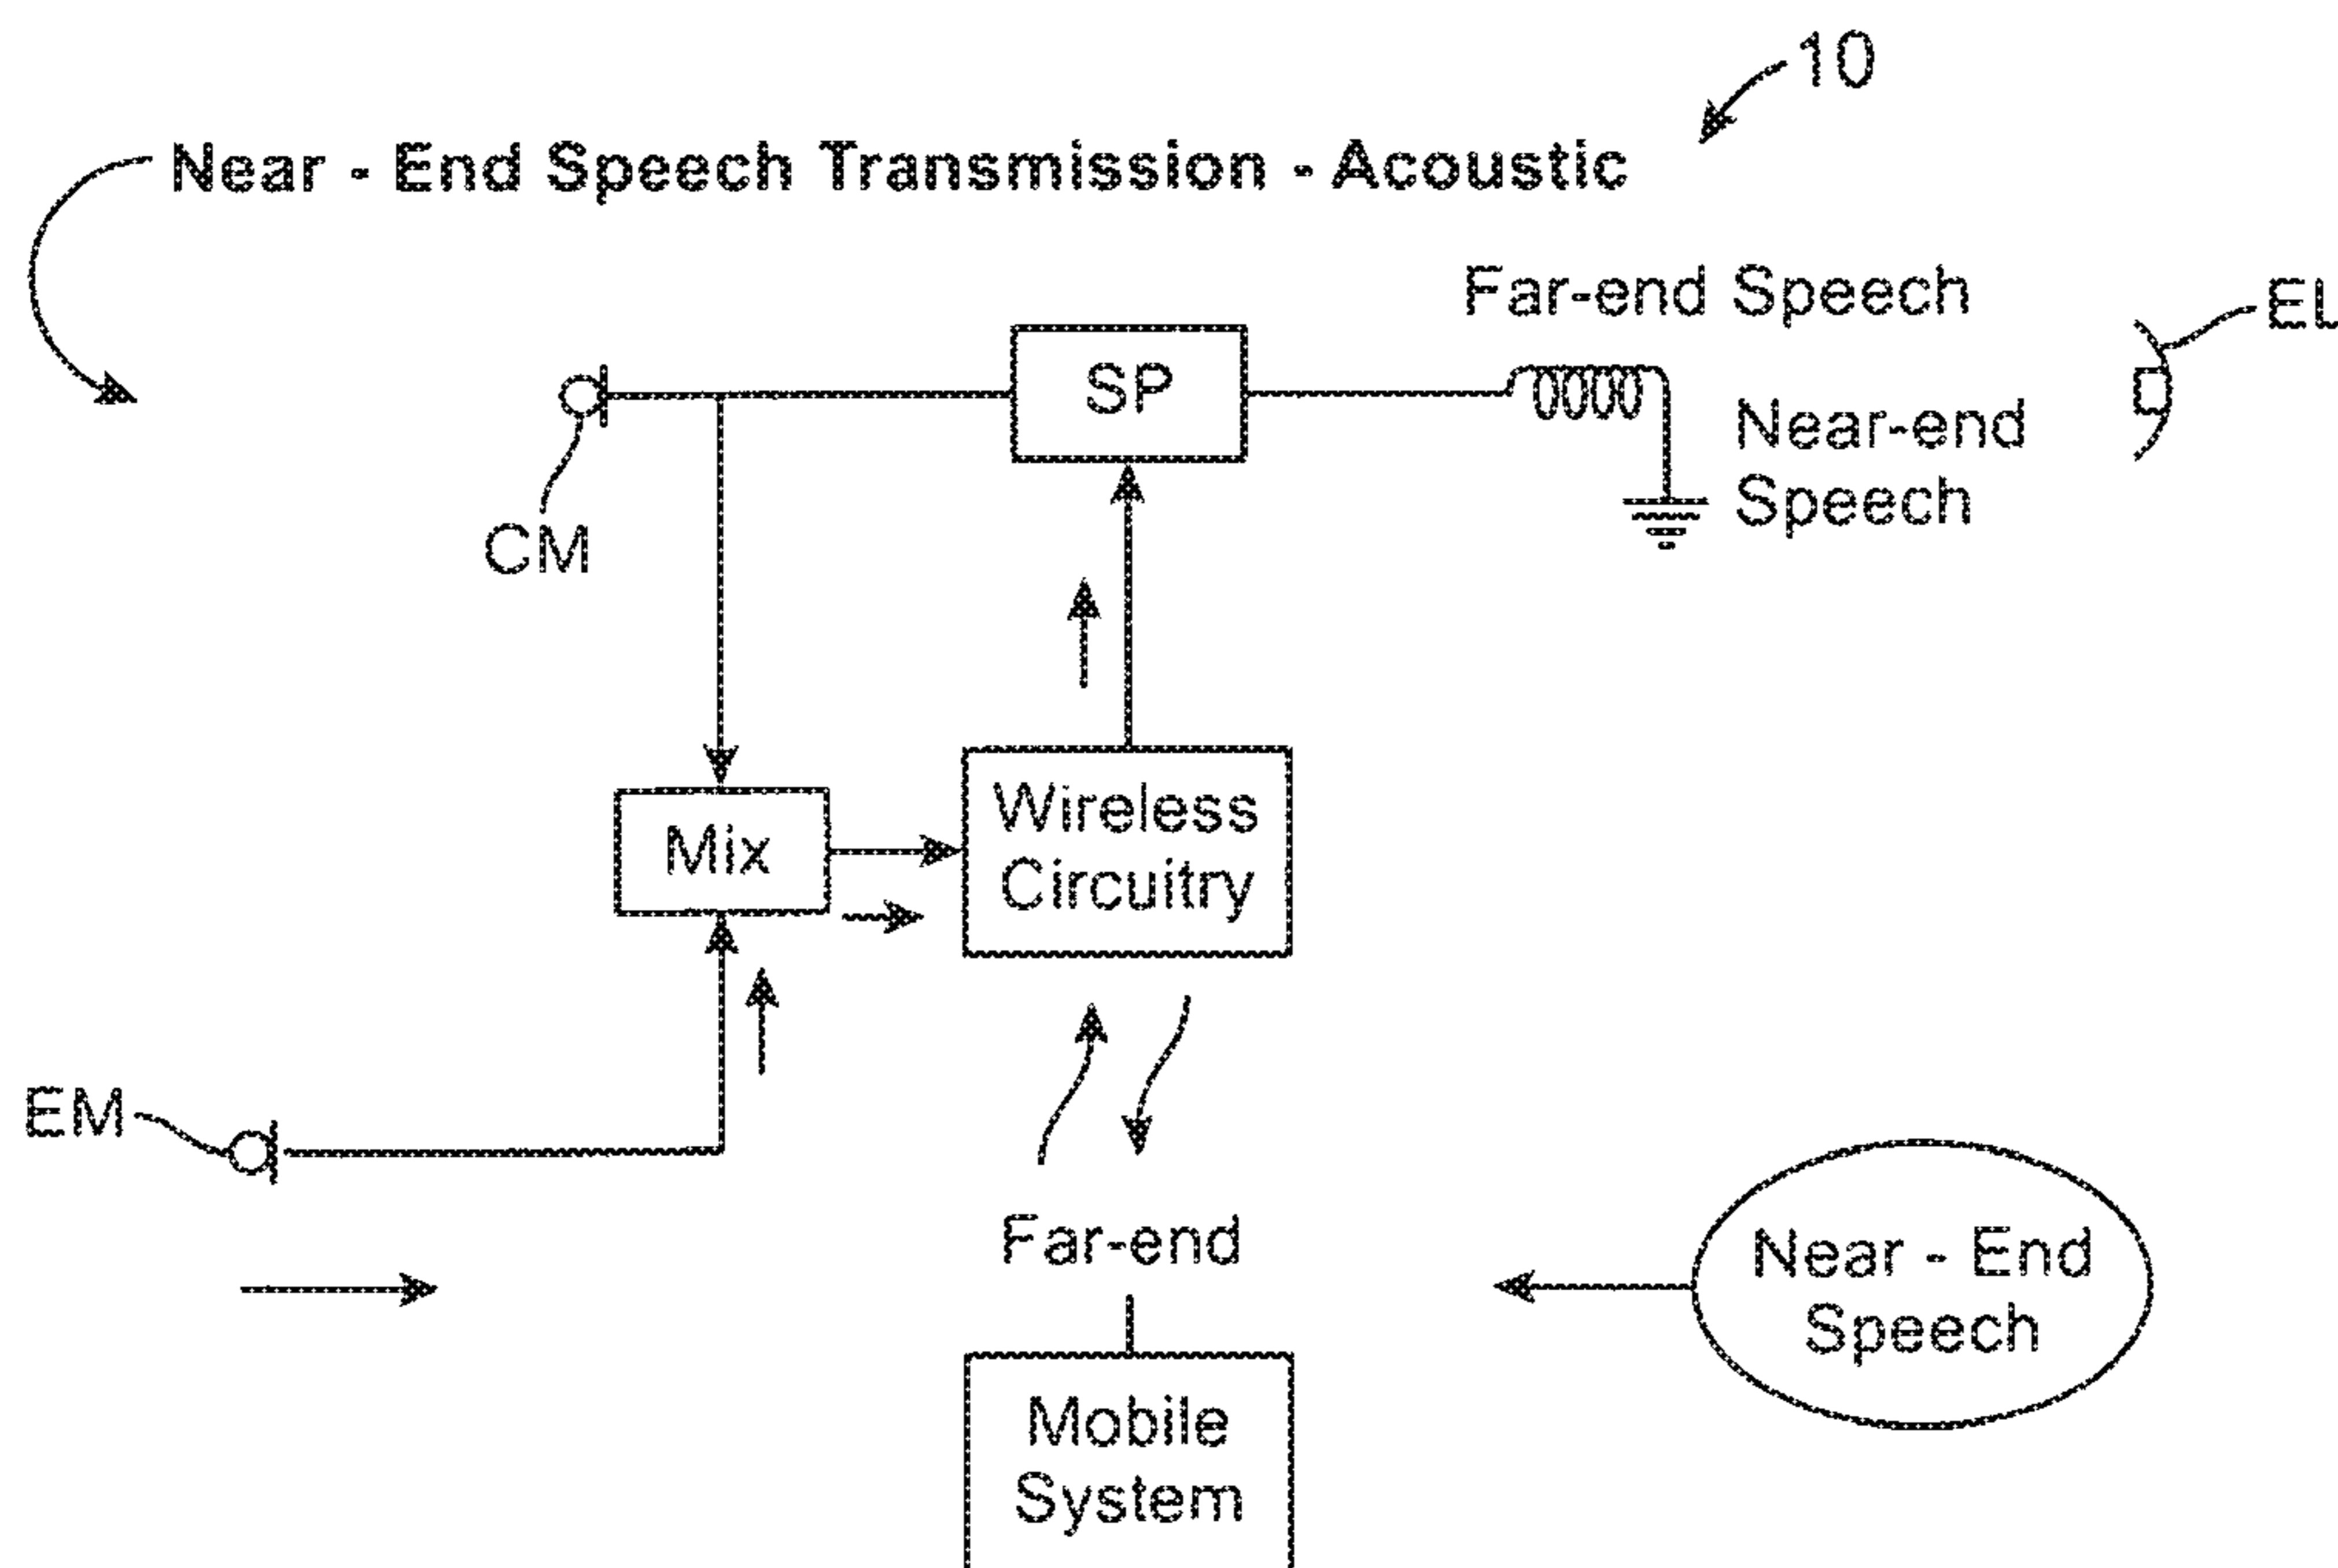 10
Near - End Speech Transmission - Acoustic
Far-end Speech
SP
Near-end
Speech
CM
Mix
Wireless
Circuitry
EM
Far-end
Near - End
Speech
Mobile
System